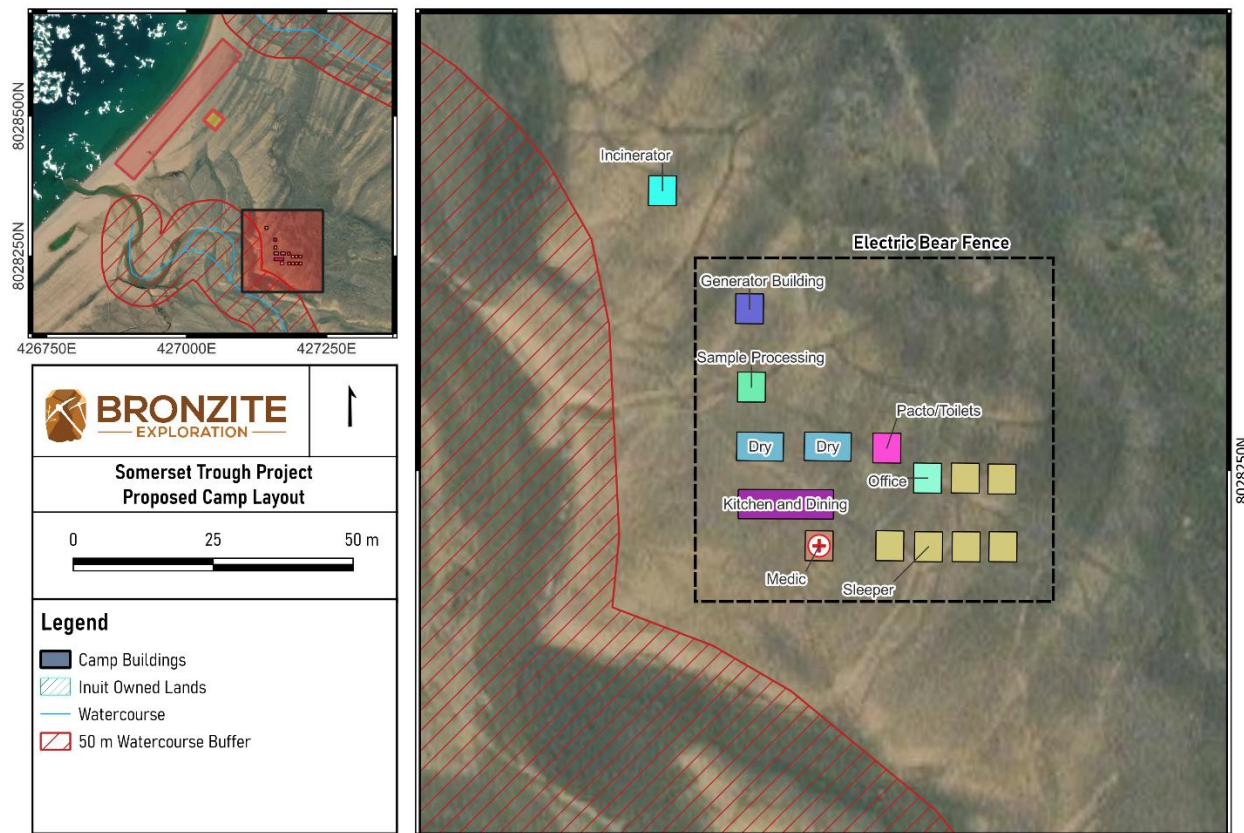 8028500N
8028250N
426750E
427000E
427250E
BRONZITE
EXPLORATION
Somerset Trough Project
Proposed Camp Layout
0
25
50 m
Legend
Camp Buildings
Inuit Owned Lands
Watercourse
50 m Watercourse Buffer
Incinerator
Electric Bear Fence
Generator Building
Sample Processing
Pacto/Toilets
Dry
Dry
Office
Kitchen and Dining
Medic
Sleeper
8028250N